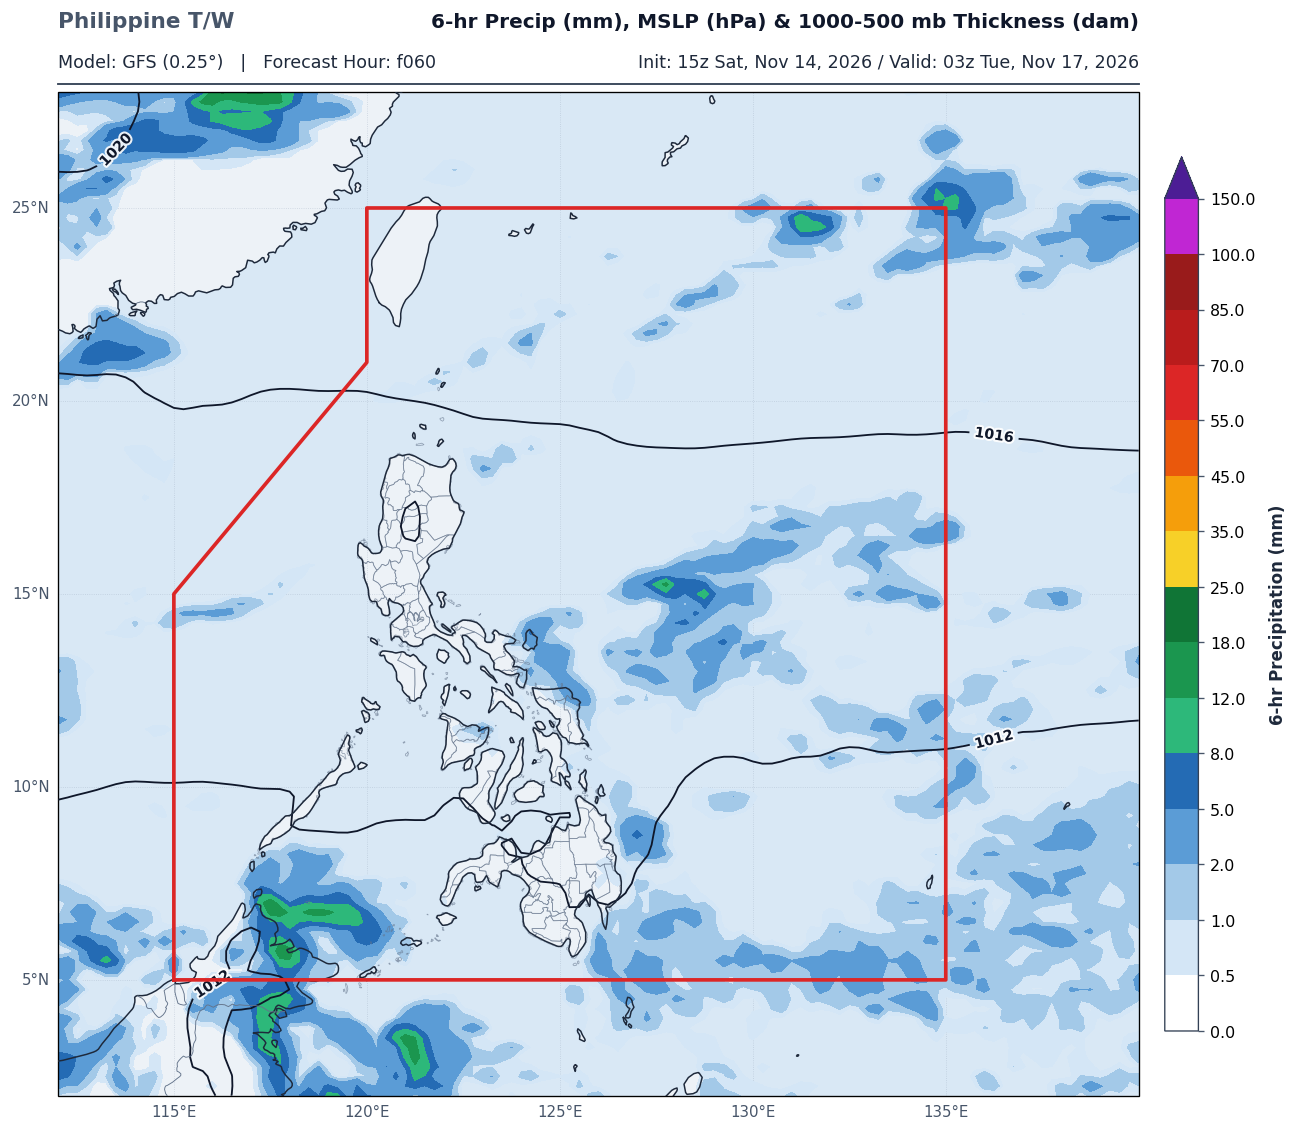 Philippine T/W
6-hr Precip (mm), MSLP (hPa) & 1000-500 mb Thickness (dam)
Model: GFS (0.25°) | Forecast Hour: f060
Init: 15z Sat, Nov 14, 2026 / Valid: 03z Tue, Nov 17, 2026
1020
1016
1012
1012
25°N
20°N
15°N
10°N
5°N
115°E
120°E
125°E
130°E
135°E
150.0
100.0
85.0
70.0
55.0
45.0
35.0
25.0
18.0
12.0
8.0
5.0
2.0
1.0
0.5
0.0
6-hr Precipitation (mm)